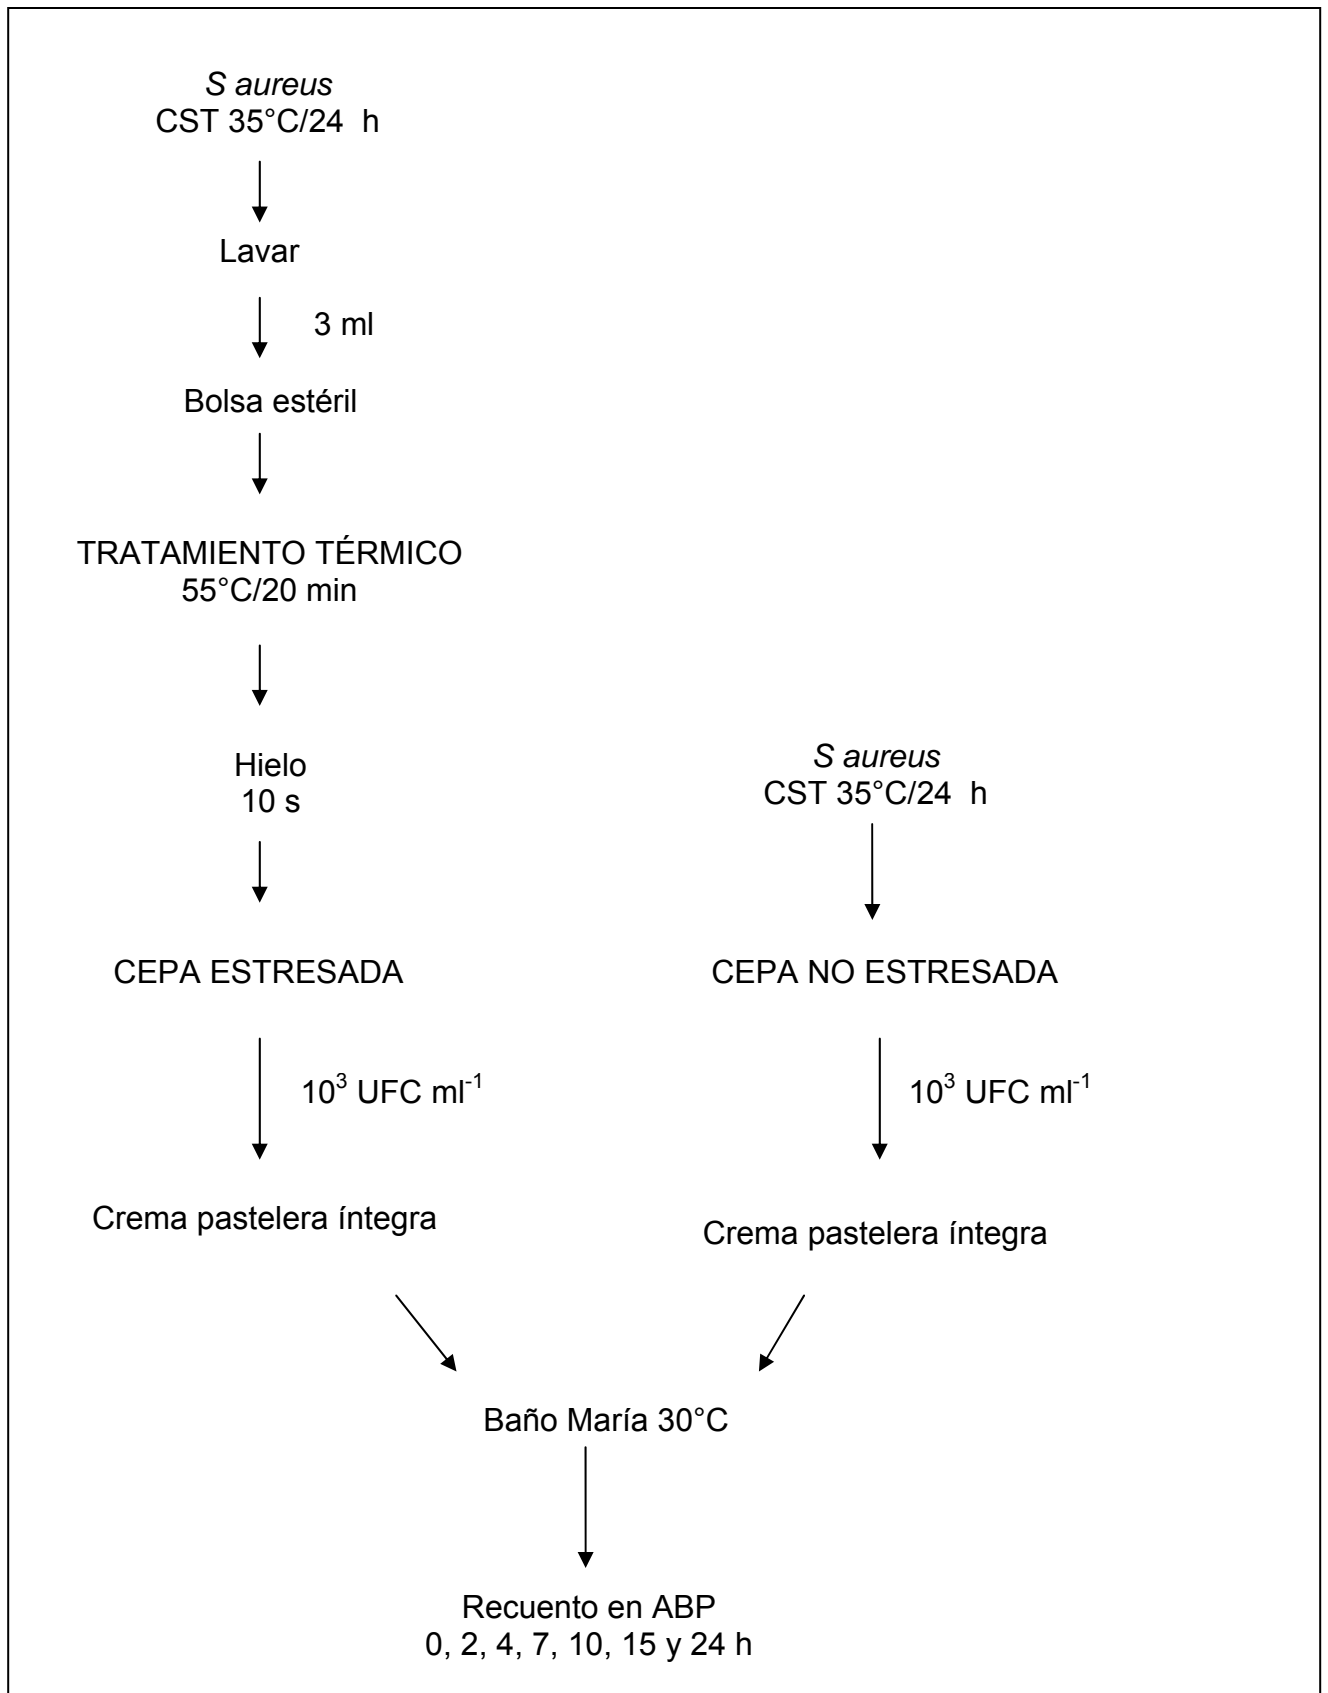 S aureus
CST 35°C/24 h
Lavar
3 ml
Bolsa estéril
TRATAMIENTO TÉRMICO
55°C/20 min
Hielo
10 s
CEPA ESTRESADA
10³ UFC ml⁻¹
Crema pastelera íntegra
S aureus
CST 35°C/24 h
CEPA NO ESTRESADA
10³ UFC ml⁻¹
Crema pastelera íntegra
Baño María 30°C
Recuento en ABP
0, 2, 4, 7, 10, 15 y 24 h